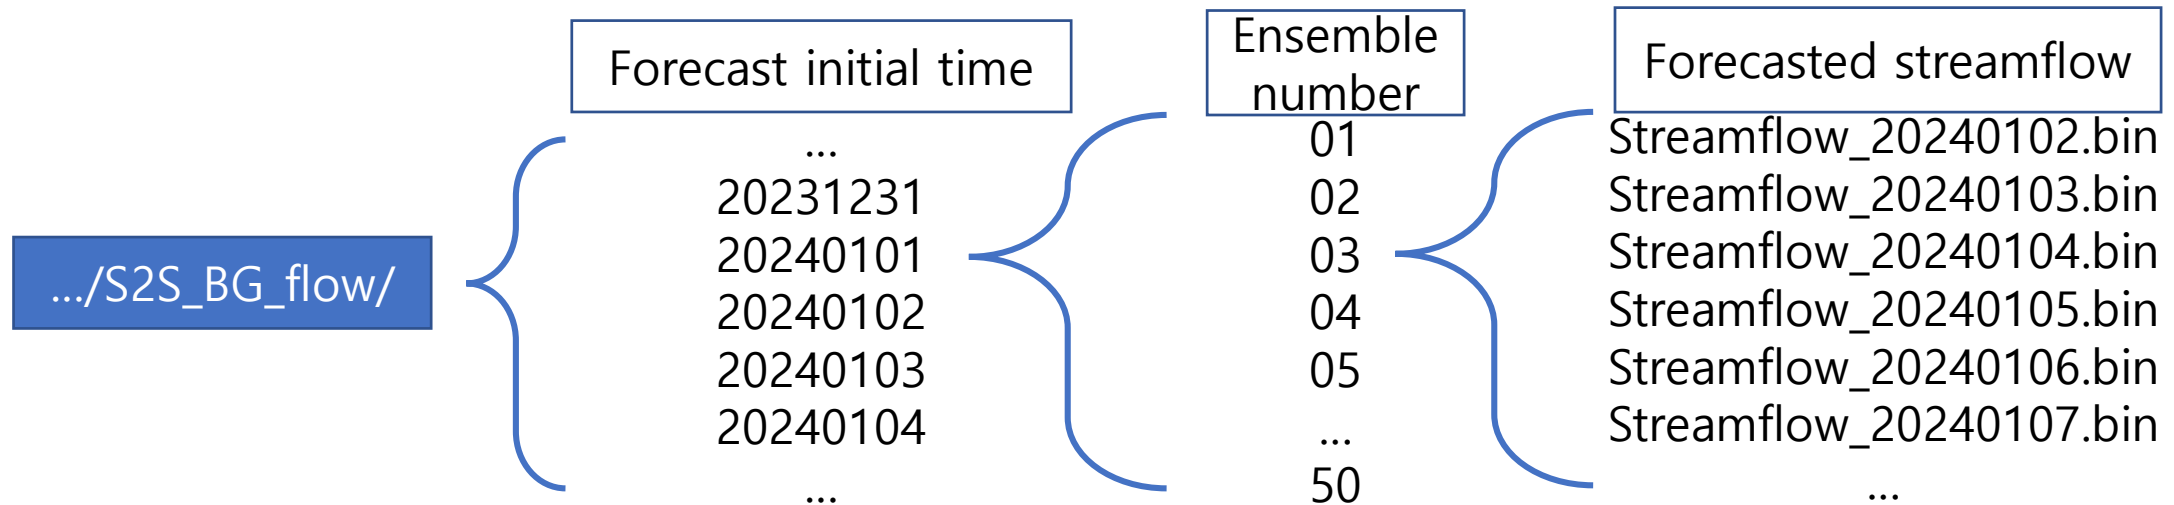 .../S2S_BG_flow/
Forecast initial time
...
20231231
20240101
20240102
20240103
20240104
...
Ensemble
number
01
02
03
04
05
...
50
Forecasted streamflow
Streamflow_20240102.bin
Streamflow_20240103.bin
Streamflow_20240104.bin
Streamflow_20240105.bin
Streamflow_20240106.bin
Streamflow_20240107.bin
...